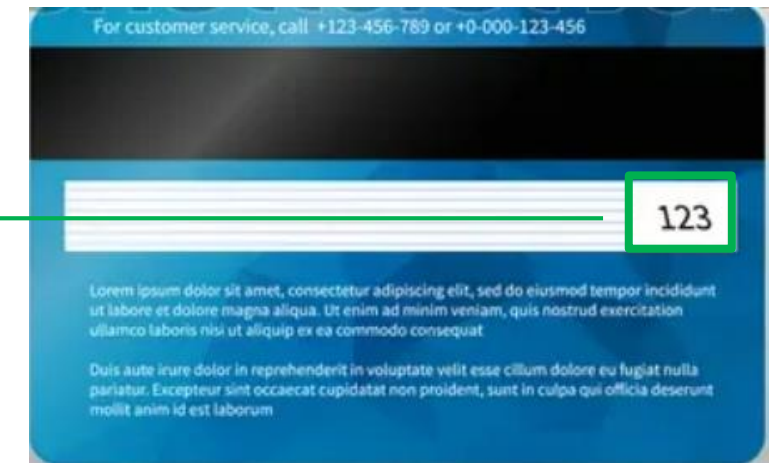 For customer service, call +123-456-789 or +0-000-123-456
123
Lorem ipsum dolor sit amet, consectetur adipiscing elit, sed do eiusmod tempor incididunt
ut labore et dolore magna aliqua. Ut enim ad minim veniam, quis nostrud exercitation
ullamco laboris nisi ut aliquip ex ea commodo consequat
Duis aute irure dolor in reprehenderit in voluptate velit esse cillum dolore eu fugiat nulla
pariatur. Excepteur sint occaecat cupidatat non proident, sunt in culpa qui officia deserunt
mollit anim id est laborum